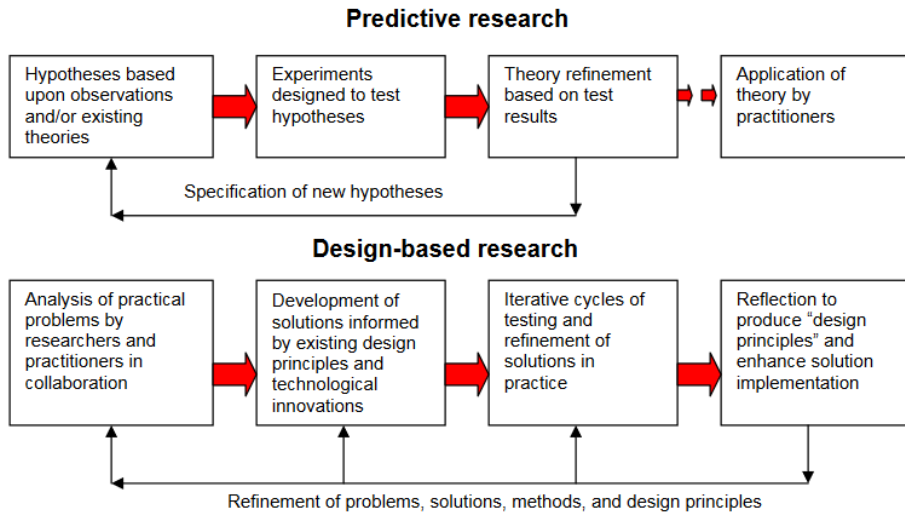 Predictive research
Hypotheses based
upon observations
and/or existing
theories
Experiments
designed to test
hypotheses
Theory refinement
based on test
results
Application of
theory by
practitioners
Specification of new hypotheses
Design-based research
Analysis of practical
problems by
researchers and
practitioners in
collaboration
Development of
solutions informed
by existing design
principles and
technological
innovations
Iterative cycles of
testing and
refinement of
solutions in
practice
Reflection to
produce “design
principles” and
enhance solution
implementation
Refinement of problems, solutions, methods, and design principles